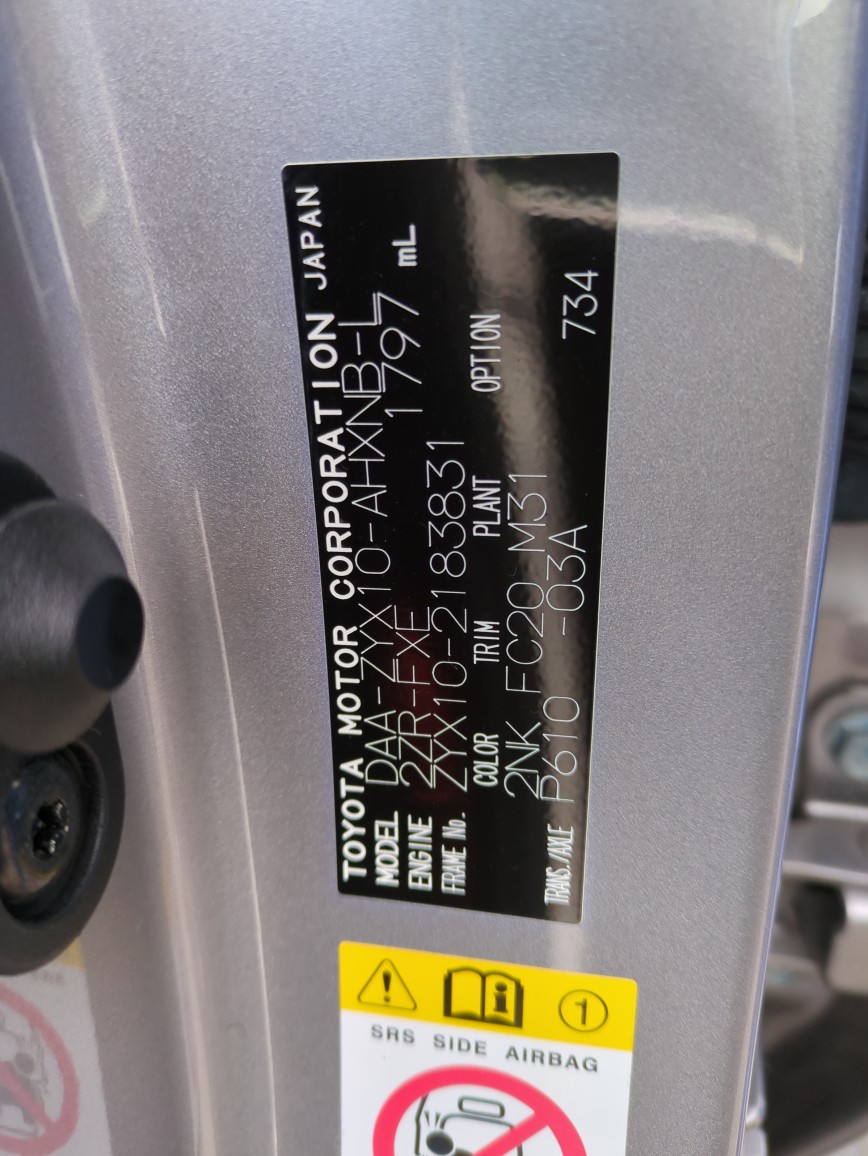 TOYOTA MOTOR CORPORATION JAPAN
MODEL DAA-ZYX10-AHXNB-L
ENGINE 2ZR-FXE 1797 mL
FRAME No. ZYX10-2183831
COLOR TRIM PLANT OPTION
2NK FC20 M31
TRANS./AXLE P610 -03A 734
1
SRS SIDE AIRBAG